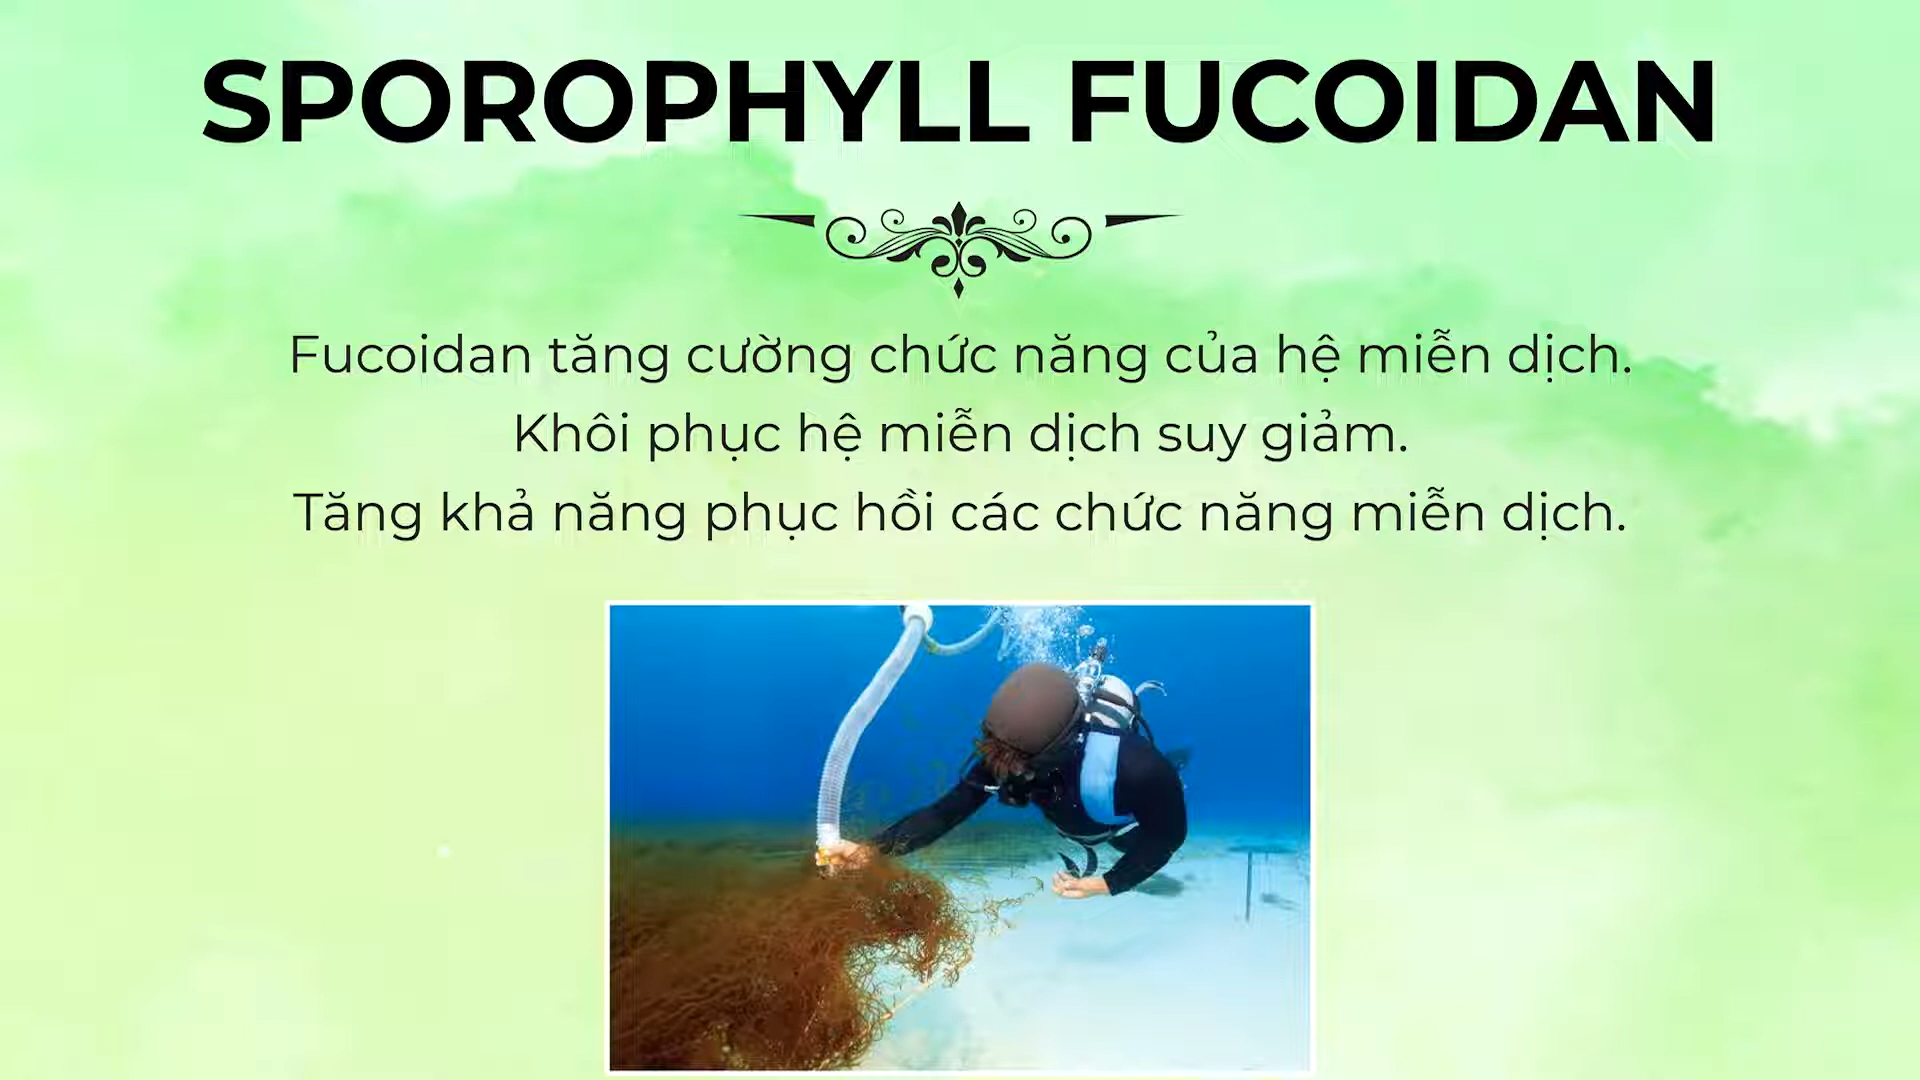 SPOROPHYLL FUCOIDAN
Fucoidan tăng cường chức năng của hệ miễn dịch.
Khôi phục hệ miễn dịch suy giảm.
Tăng khả năng phục hồi các chức năng miễn dịch.